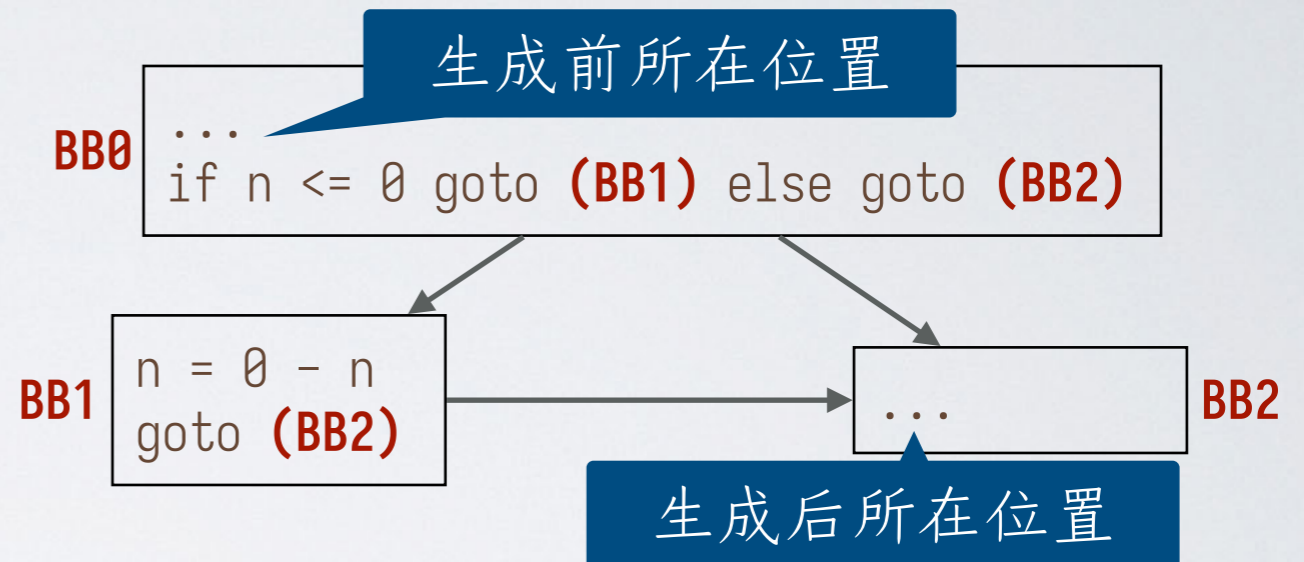 生成前所在位置
BB0
...
if n <= 0 goto (BB1) else goto (BB2)
BB1
n = 0 - n
goto (BB2)
...
BB2
生成后所在位置